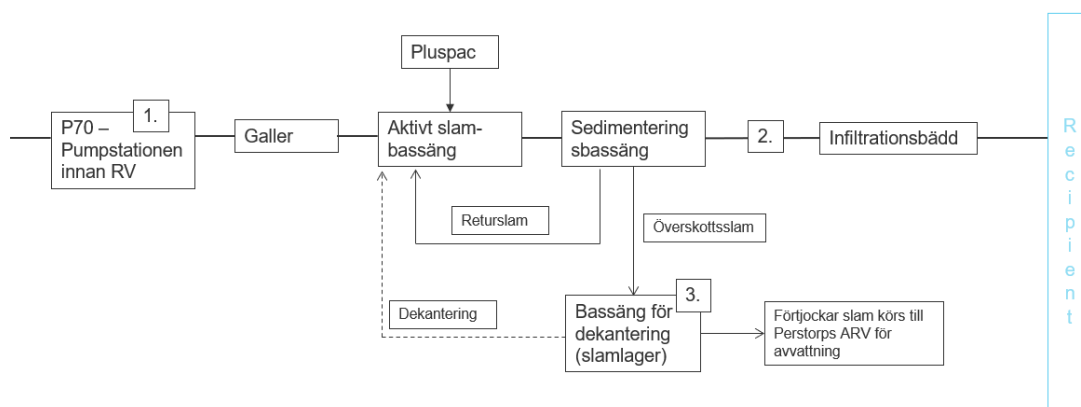 Pluspac
1.
P70 –
Pumpstationen
innan RV
Galler
Aktivt slam-
bassäng
Sedimentering
sbassäng
2.
Infiltrationsbädd
Recipient
Returslam
Överskottsslam
Dekantering
3.
Bassäng för
dekantering
(slamlager)
Förtjockar slam körs till
Perstorps ARV för
avvattning